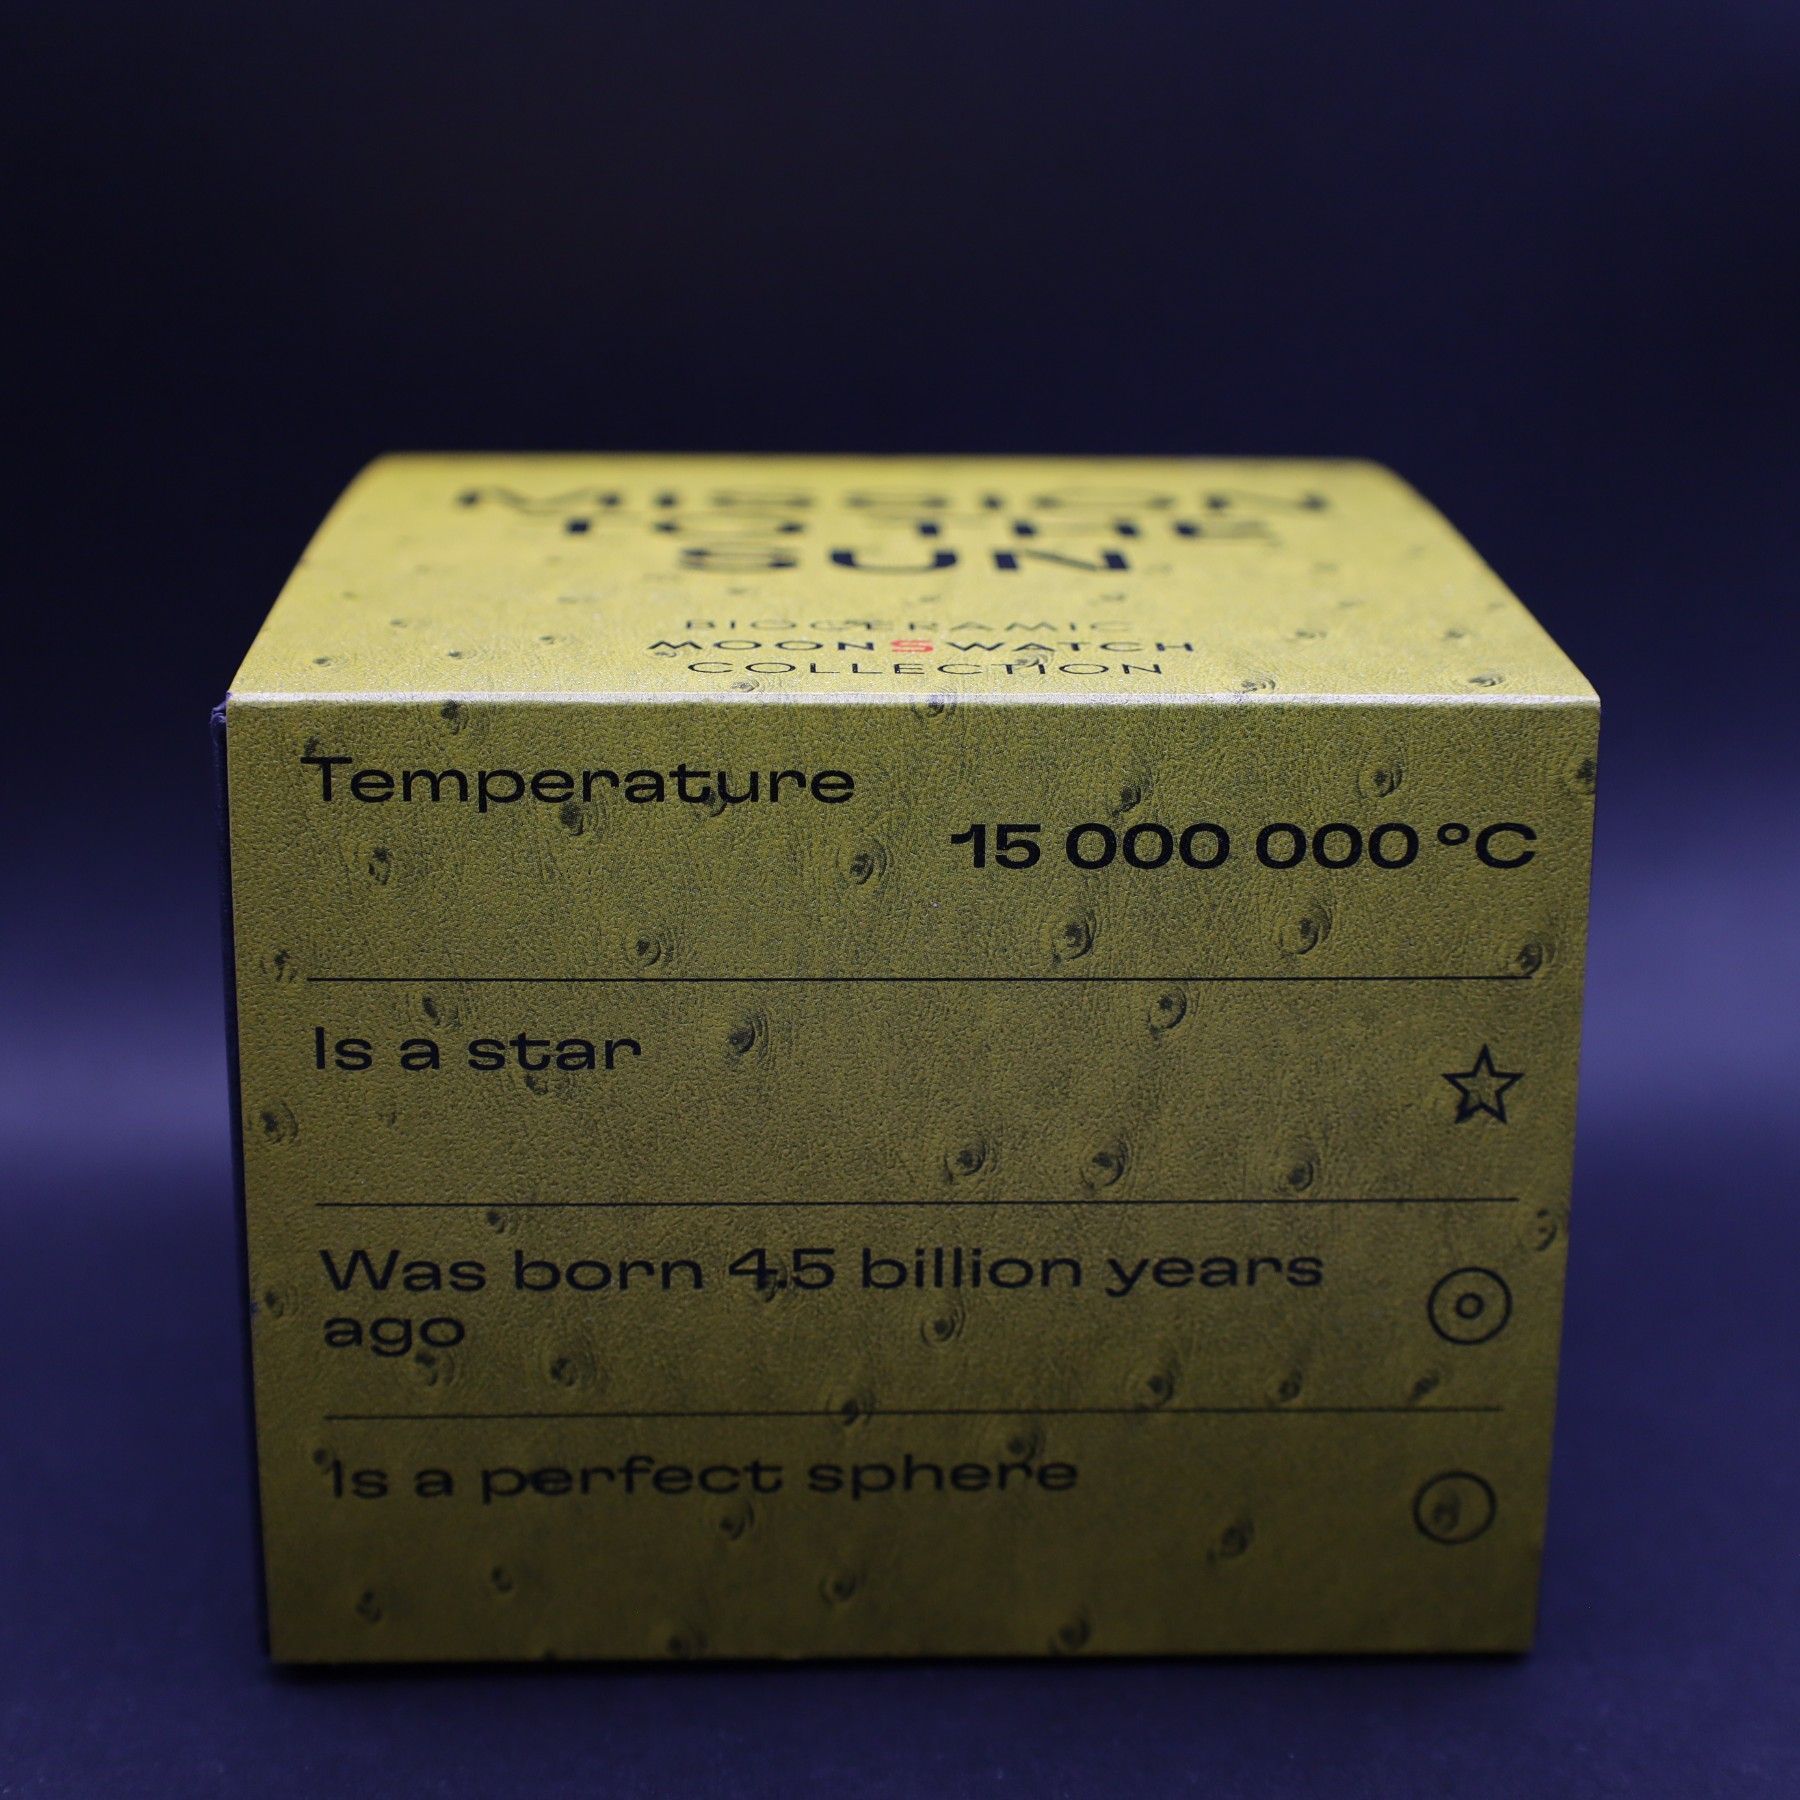 MISSION
TO THE
SUN
BIOCERAMIC
MOONSWATCH
COLLECTION
Temperature
15 000 000 °C
Is a star
Was born 4.5 billion years
ago
Is a perfect sphere